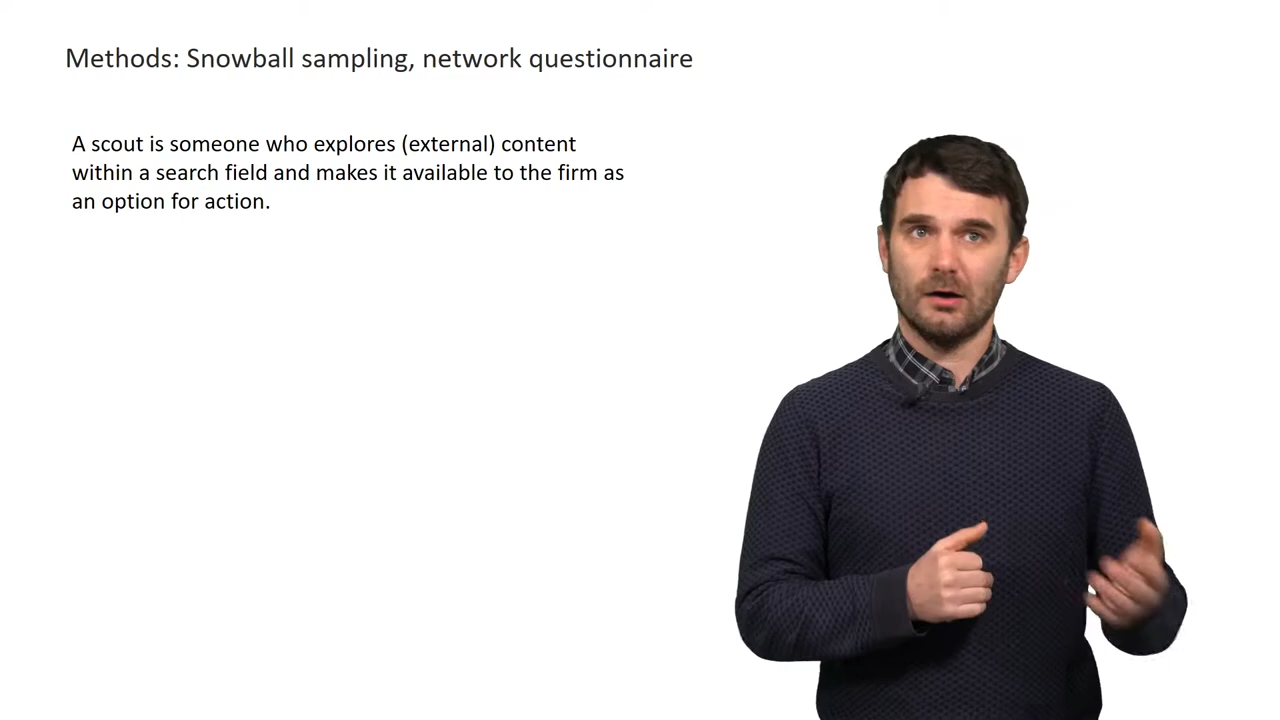 Methods: Snowball sampling, network questionnaire
A scout is someone who explores (external) content
within a search field and makes it available to the firm as
an option for action.